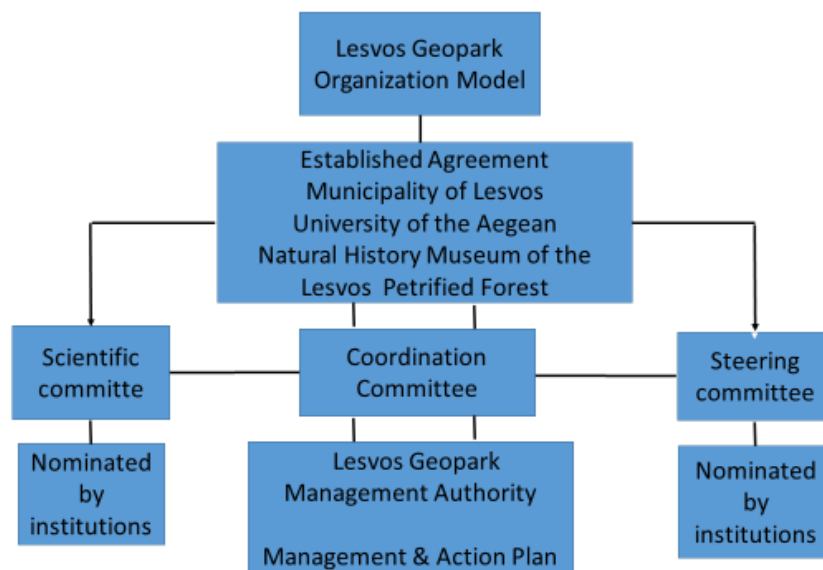 Lesvos Geopark
Organization Model
Established Agreement
Municipality of Lesvos
University of the Aegean
Natural History Museum of the
Lesvos Petrified Forest
Scientific
committe
Coordination
Committee
Steering
committee
Nominated
by
institutions
Lesvos Geopark
Management Authority
Management & Action Plan
Nominated
by
institutions